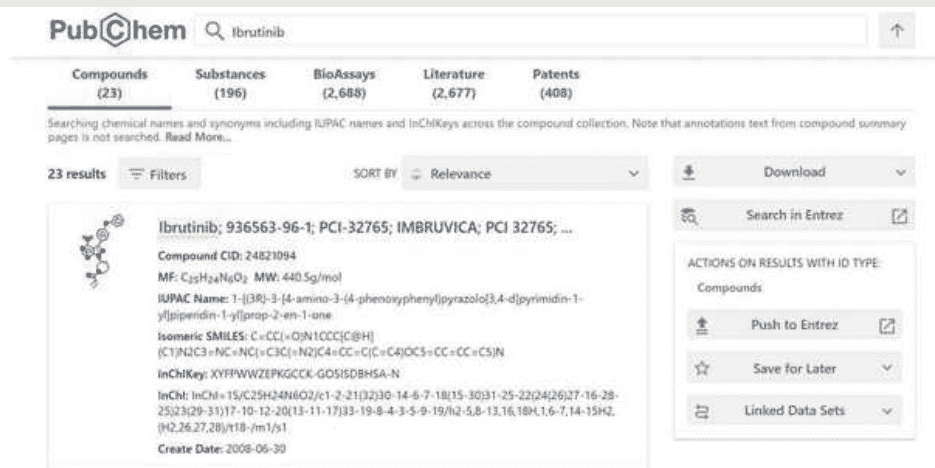 PubChem
Ibrutinib
Compounds
(23)
Substances
(196)
BioAssays
(2,688)
Literature
(2,677)
Patents
(408)
Searching chemical names and synonyms including IUPAC names and InChIKeys across the compound collection. Note that annotations text from compound summary
pages is not searched. Read More...
23 results
Filters
SORT BY
Relevance
Download
Search in Entrez
Ibrutinib; 936563-96-1; PCI-32765; IMBRUVICA; PCI 32765; ...
Compound CID: 24821094
MF: C₂₅H₂₄N₆O₂ MW: 440.5g/mol
IUPAC Name: 1-[(3R)-3-[4-amino-3-(4-phenoxyphenyl)pyrazolo[3,4-d]pyrimidin-1-
yl]piperidin-1-yl]prop-2-en-1-one
Isomeric SMILES: C=CC(=O)N1CCC[C@H]
(C1)N2C3=NC=NC(=C3C(=N2)C4=CC=C(C=C4)OC5=CC=CC=C5)N
InChIKey: XYFPWWZEPKGCCK-GOSISDBHSA-N
InChI: InChI=1S/C25H24N6O2/c1-2-21(32)30-14-6-7-18(15-30)31-25-22(24(26)27-16-28-
25)23(29-31)17-10-12-20(13-11-17)33-19-8-4-3-5-9-19/h2-5,8-13,16,18H,1,6-7,14-15H2,
(H2,26,27,28)/t18-/m1/s1
Create Date: 2008-06-30
ACTIONS ON RESULTS WITH ID TYPE:
Compounds
Push to Entrez
Save for Later
Linked Data Sets